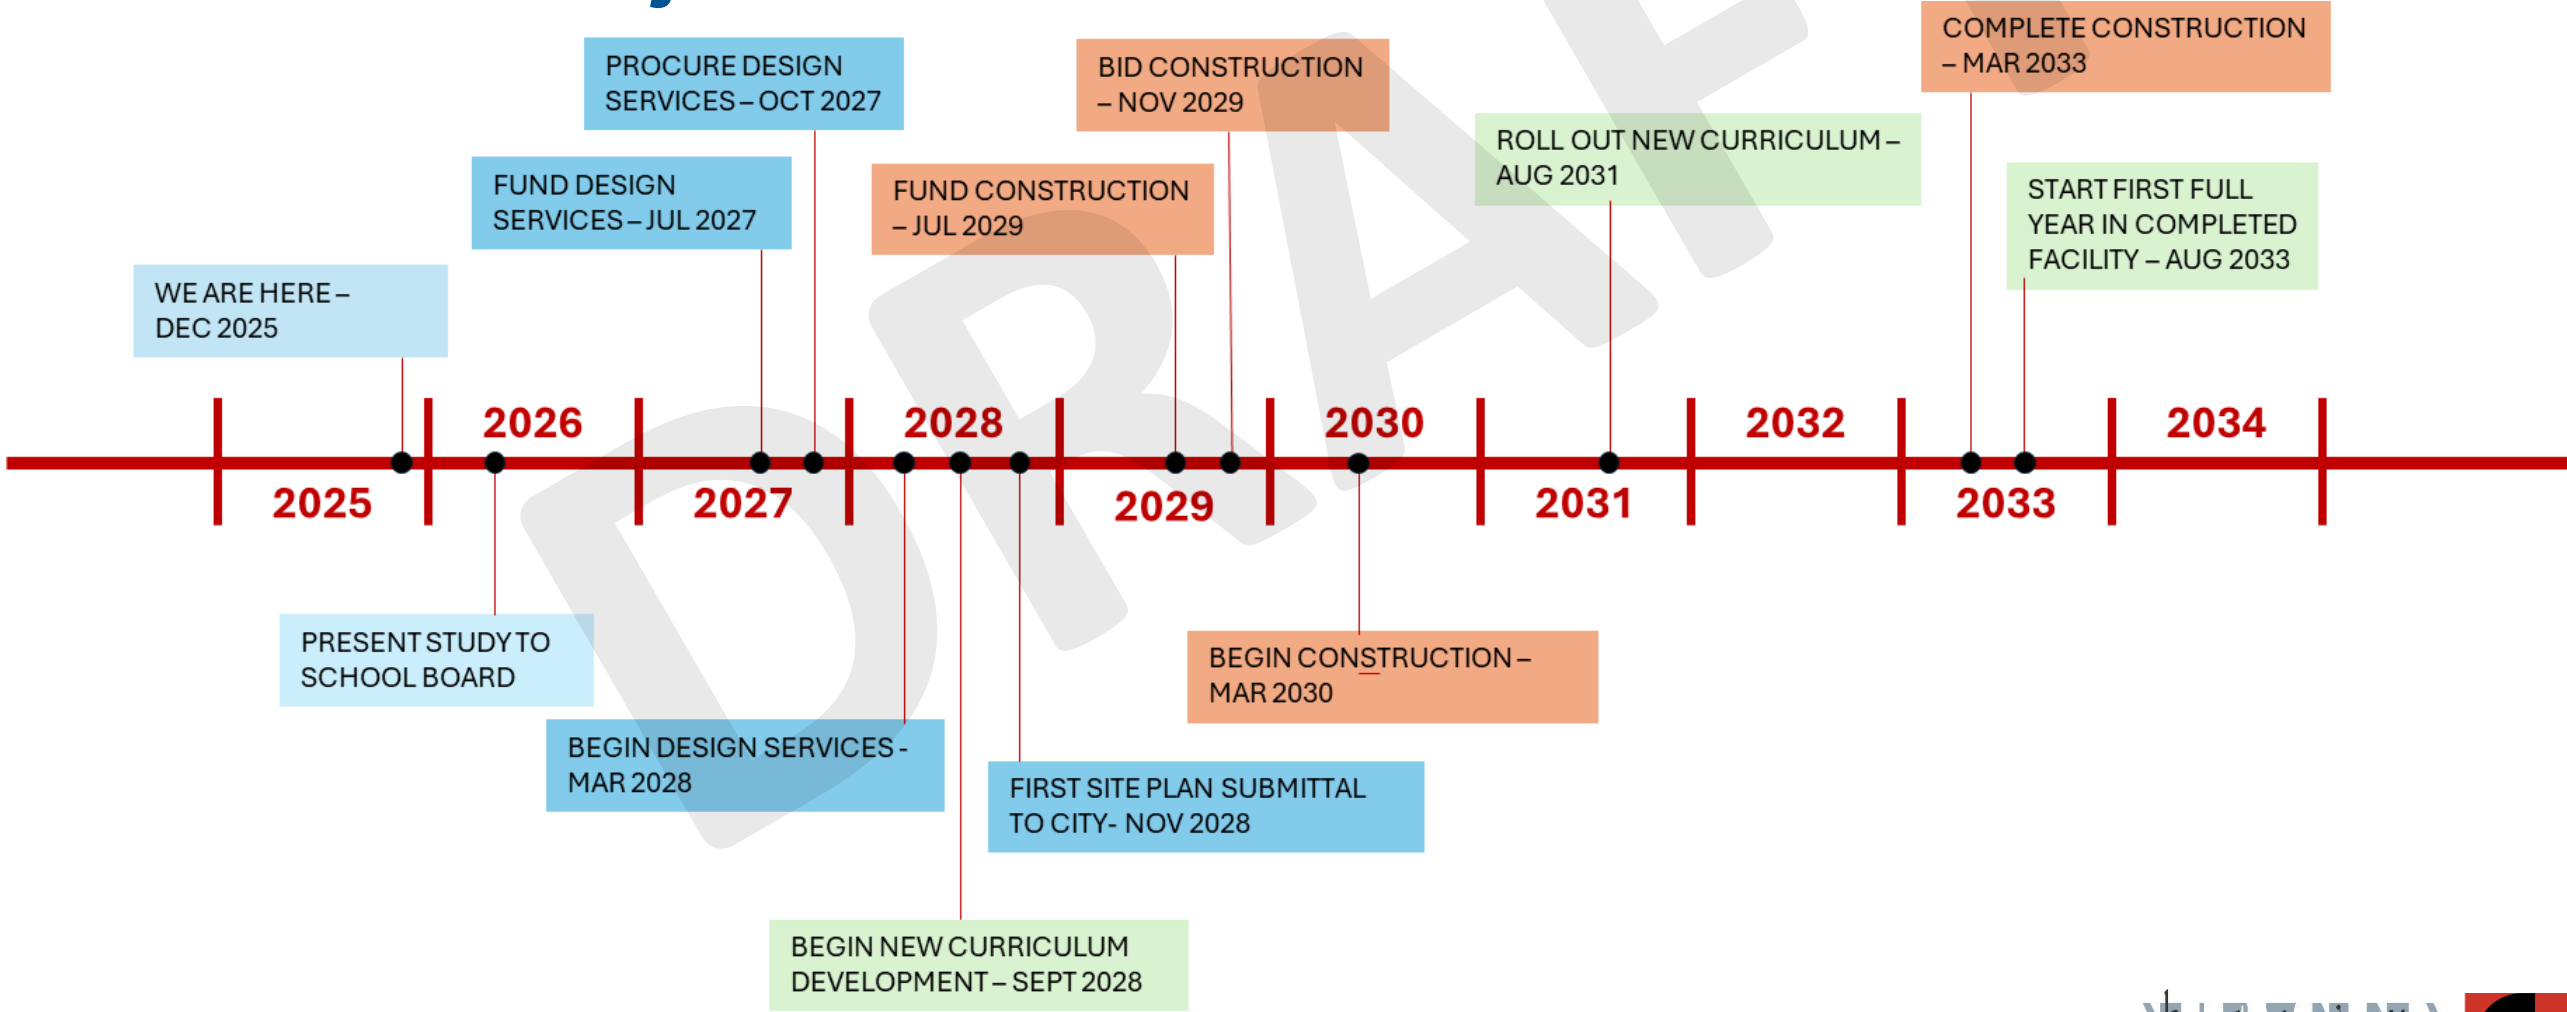 COMPLETE CONSTRUCTION
– MAR 2033
PROCURE DESIGN
SERVICES – OCT 2027
BID CONSTRUCTION
– NOV 2029
ROLL OUT NEW CURRICULUM –
AUG 2031
FUND DESIGN
SERVICES – JUL 2027
FUND CONSTRUCTION
– JUL 2029
START FIRST FULL
YEAR IN COMPLETED
FACILITY – AUG 2033
WE ARE HERE –
DEC 2025
2026
2028
2030
2032
2034
2025
2027
2029
2031
2033
PRESENT STUDY TO
SCHOOL BOARD
BEGIN CONSTRUCTION –
MAR 2030
BEGIN DESIGN SERVICES -
MAR 2028
FIRST SITE PLAN SUBMITTAL
TO CITY- NOV 2028
BEGIN NEW CURRICULUM
DEVELOPMENT – SEPT 2028
DRAFT